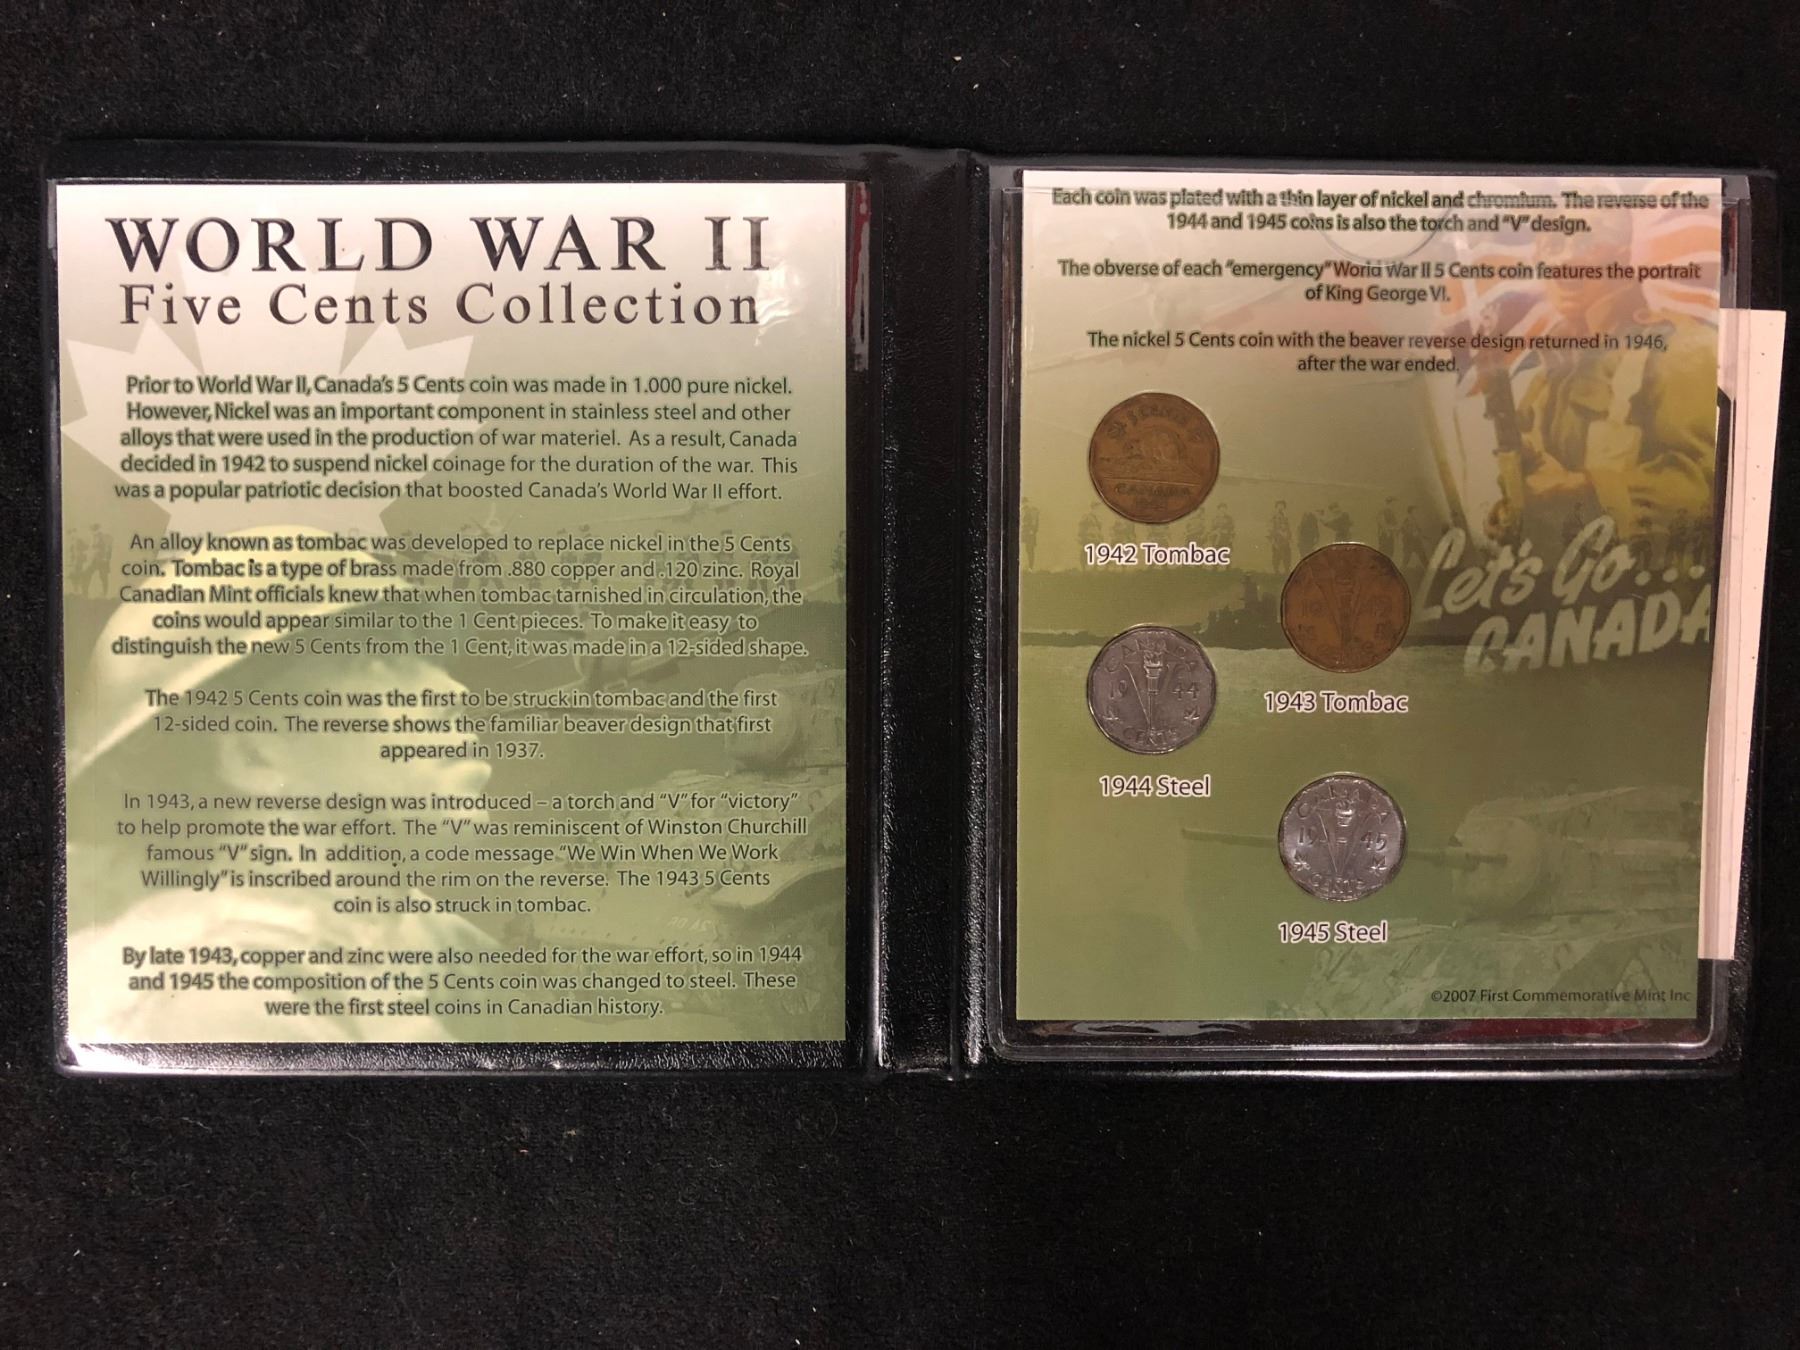 WORLD WAR II
Five Cents Collection
Prior to World War II, Canada's 5 Cents coin was made in 1.000 pure nickel.
However, Nickel was an important component in stainless steel and other
alloys that were used in the production of war materiel. As a result, Canada
decided in 1942 to suspend nickel coinage for the duration of the war. This
was a popular patriotic decision that boosted Canada's World War II effort.
An alloy known as tombac was developed to replace nickel in the 5 Cents
coin. Tombac is a type of brass made from .880 copper and .120 zinc. Royal
Canadian Mint officials knew that when tombac tarnished in circulation, the
coins would appear similar to the 1 Cent pieces. To make it easy to
distinguish the new 5 Cents from the 1 Cent, it was made in a 12-sided shape.
The 1942 5 Cents coin was the first to be struck in tombac and the first
12-sided coin. The reverse shows the familiar beaver design that first
appeared in 1937.
In 1943, a new reverse design was introduced – a torch and "V" for "victory"
to help promote the war effort. The "V" was reminiscent of Winston Churchill
famous "V" sign. In addition, a code message "We Win When We Work
Willingly" is inscribed around the rim on the reverse. The 1943 5 Cents
coin is also struck in tombac.
By late 1943, copper and zinc were also needed for the war effort, so in 1944
and 1945 the composition of the 5 Cents coin was changed to steel. These
were the first steel coins in Canadian history.
Each coin was plated with a thin layer of nickel and chromium. The reverse of the
1944 and 1945 coins is also the torch and "V" design.
The obverse of each "emergency" World War II 5 Cents coin features the portrait
of King George VI.
The nickel 5 Cents coin with the beaver reverse design returned in 1946,
after the war ended.
5 CENTS
CANADA
1942 Tombac
Let's Go...
CANADA
1943 Tombac
CANADA
19 44
CENTS
1944 Steel
CANADA
19 45
CENTS
1945 Steel
©2007 First Commemorative Mint Inc